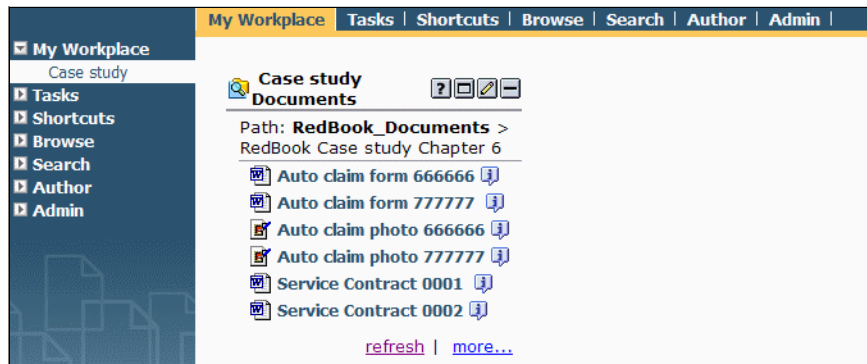 My Workplace Tasks | Shortcuts | Browse | Search | Author | Admin |
My Workplace
Case study
Tasks
Shortcuts
Browse
Search
Author
Admin
Case study
Documents
?
Path: RedBook_Documents >
RedBook Case study Chapter 6
Auto claim form 666666
Auto claim form 777777
Auto claim photo 666666
Auto claim photo 777777
Service Contract 0001
Service Contract 0002
refresh | more...